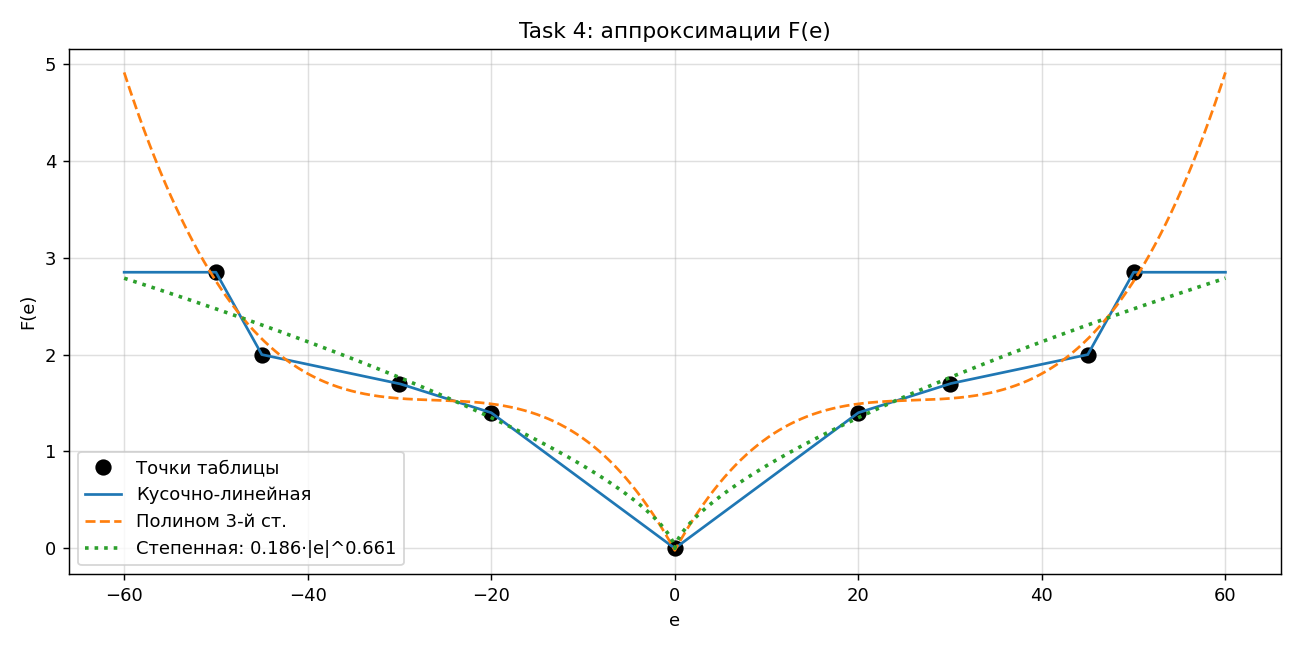 Task 4: аппроксимации F(e)
F(e)
5
4
3
2
1
0
Точки таблицы
Кусочно-линейная
Полином 3-й ст.
Степенная: 0.186·|e|^0.661
−60 −40 −20 0 20 40 60
e